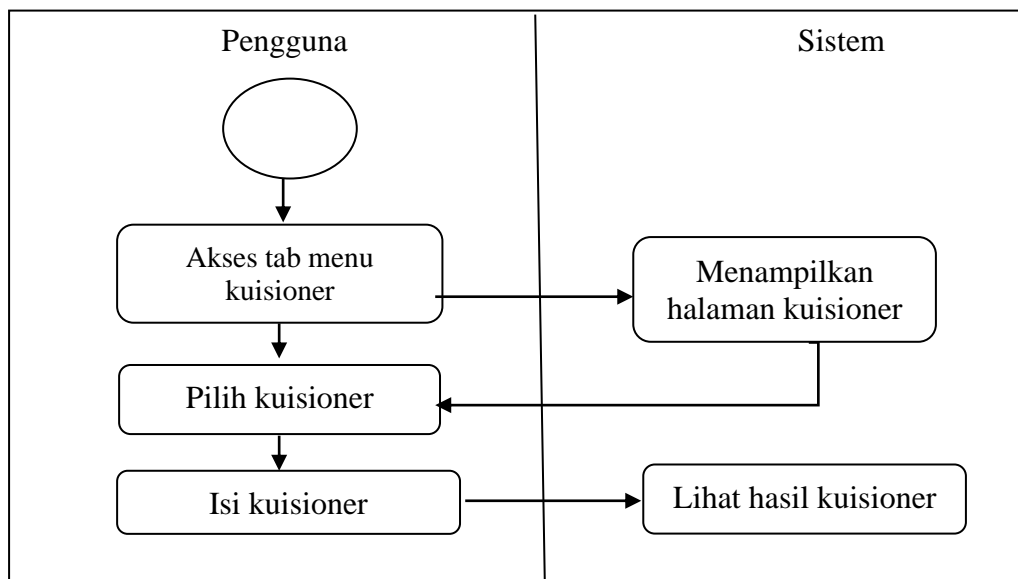 Pengguna
Sistem
Akses tab menu
kuisioner
Menampilkan
halaman kuisioner
Pilih kuisioner
Isi kuisioner
Lihat hasil kuisioner